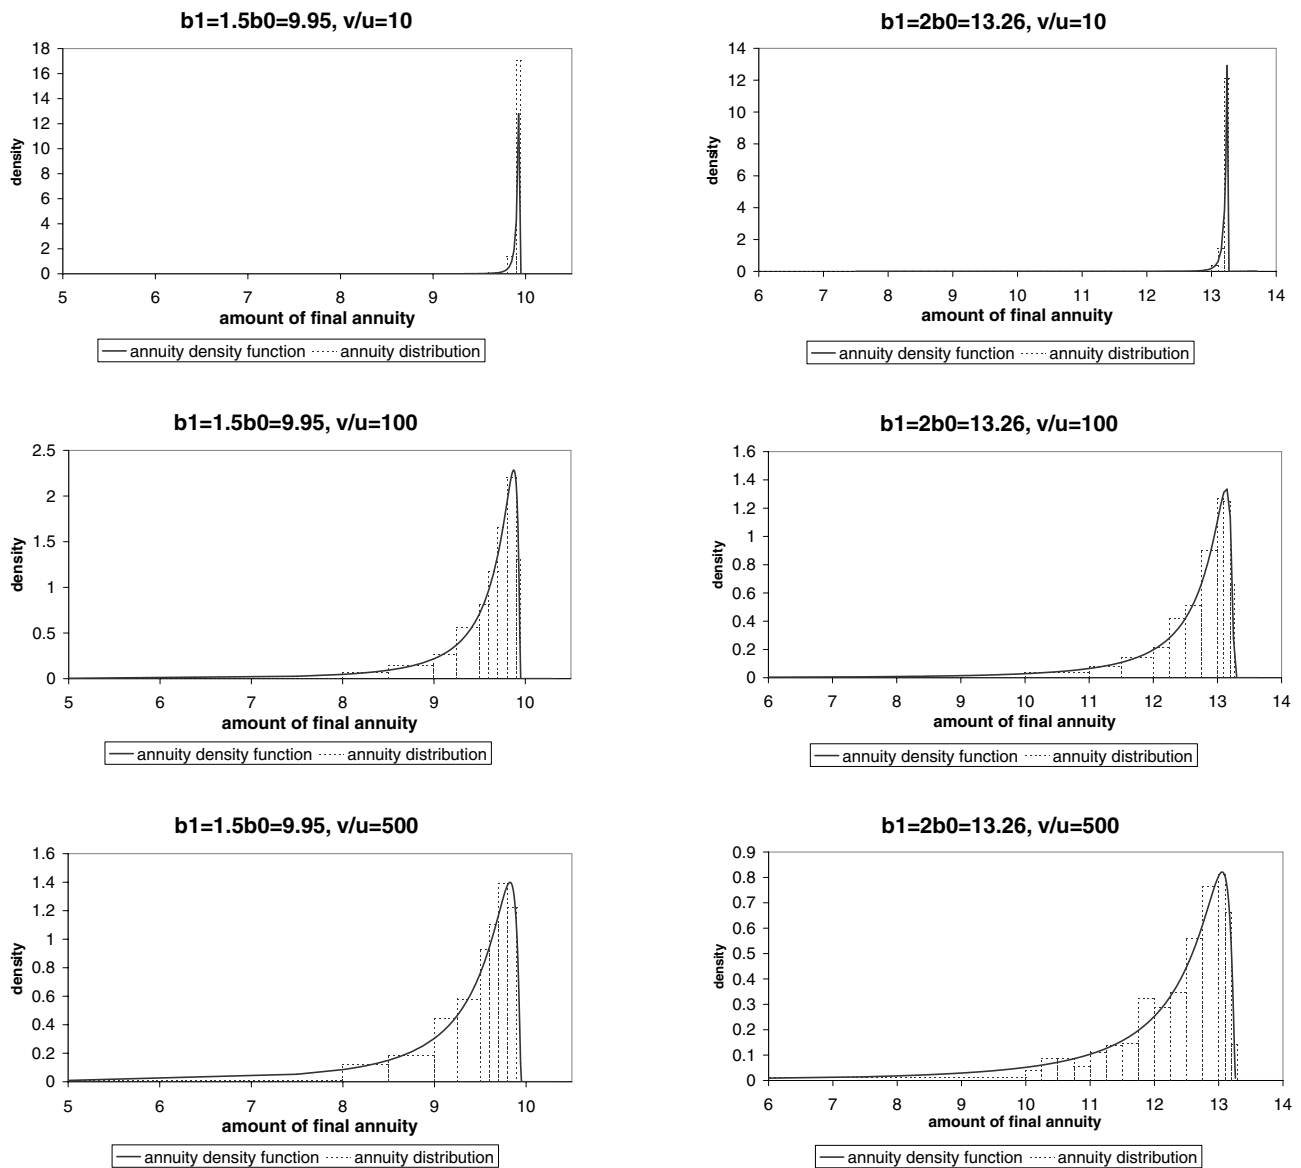 b1=1.5b0=9.95, v/u=10
18
16
14
12
10
8
6
4
2
0
density
5 6 7 8 9 10
amount of final annuity
annuity density function annuity distribution
b1=2b0=13.26, v/u=10
14
12
10
8
6
4
2
0
density
6 7 8 9 10 11 12 13 14
amount of final annuity
annuity density function annuity distribution
b1=1.5b0=9.95, v/u=100
2.5
2
1.5
1
0.5
0
density
5 6 7 8 9 10
amount of final annuity
annuity density function annuity distribution
b1=2b0=13.26, v/u=100
1.6
1.4
1.2
1
0.8
0.6
0.4
0.2
0
density
6 7 8 9 10 11 12 13 14
amount of final annuity
annuity density function annuity distribution
b1=1.5b0=9.95, v/u=500
1.6
1.4
1.2
1
0.8
0.6
0.4
0.2
0
density
5 6 7 8 9 10
amount of final annuity
annuity density function annuity distribution
b1=2b0=13.26, v/u=500
0.9
0.8
0.7
0.6
0.5
0.4
0.3
0.2
0.1
0
density
6 7 8 9 10 11 12 13 14
amount of final annuity
annuity density function annuity distribution